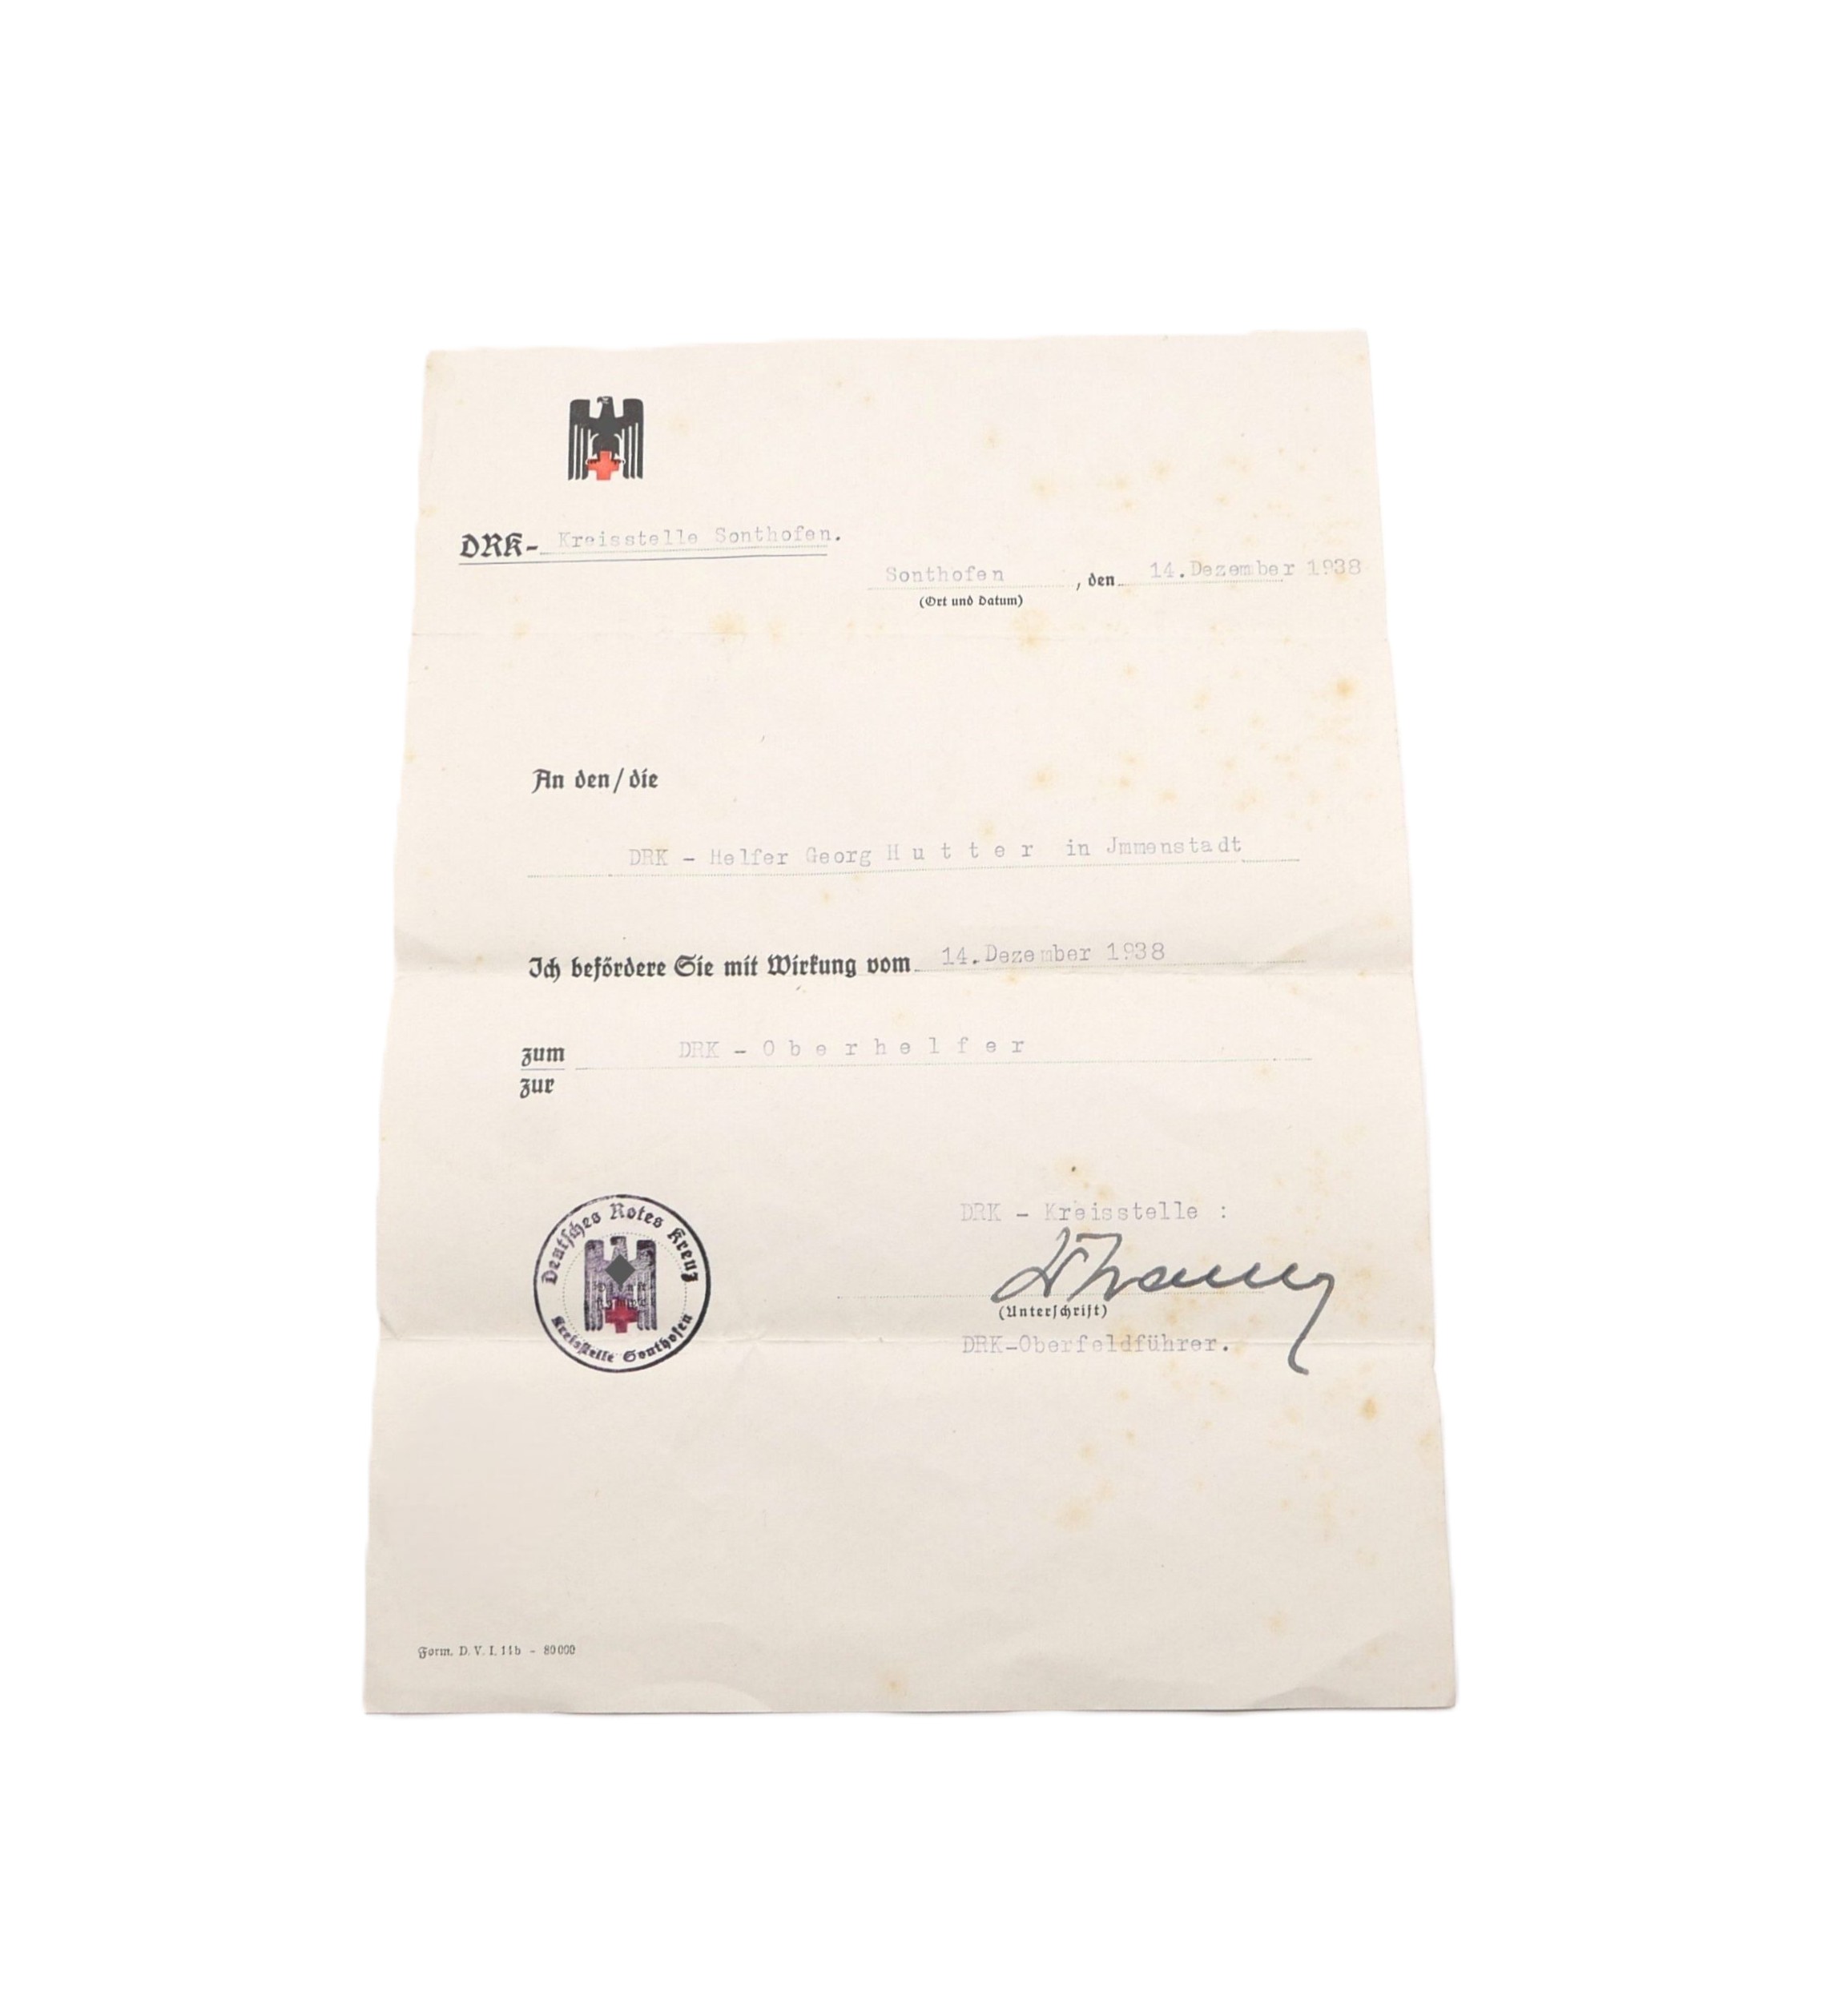 DRK- Kreisstelle Sonthofen.
Sonthofen, den 14.Dezember 1938
(Ort und Datum)
An den/die
DRK - Helfer Georg H u t t e r in Jmmenstadt
Ich befördere Sie mit Wirkung vom 14.Dezember 1938
zum DRK - O b e r h e l f e r
zur
Deutsches Rotes Kreuz
Kreisstelle Sonthofen
DRK - Kreisstelle :
(Unterschrift)
DRK-Oberfeldführer.
Form. D. V. I. 14b - 80000